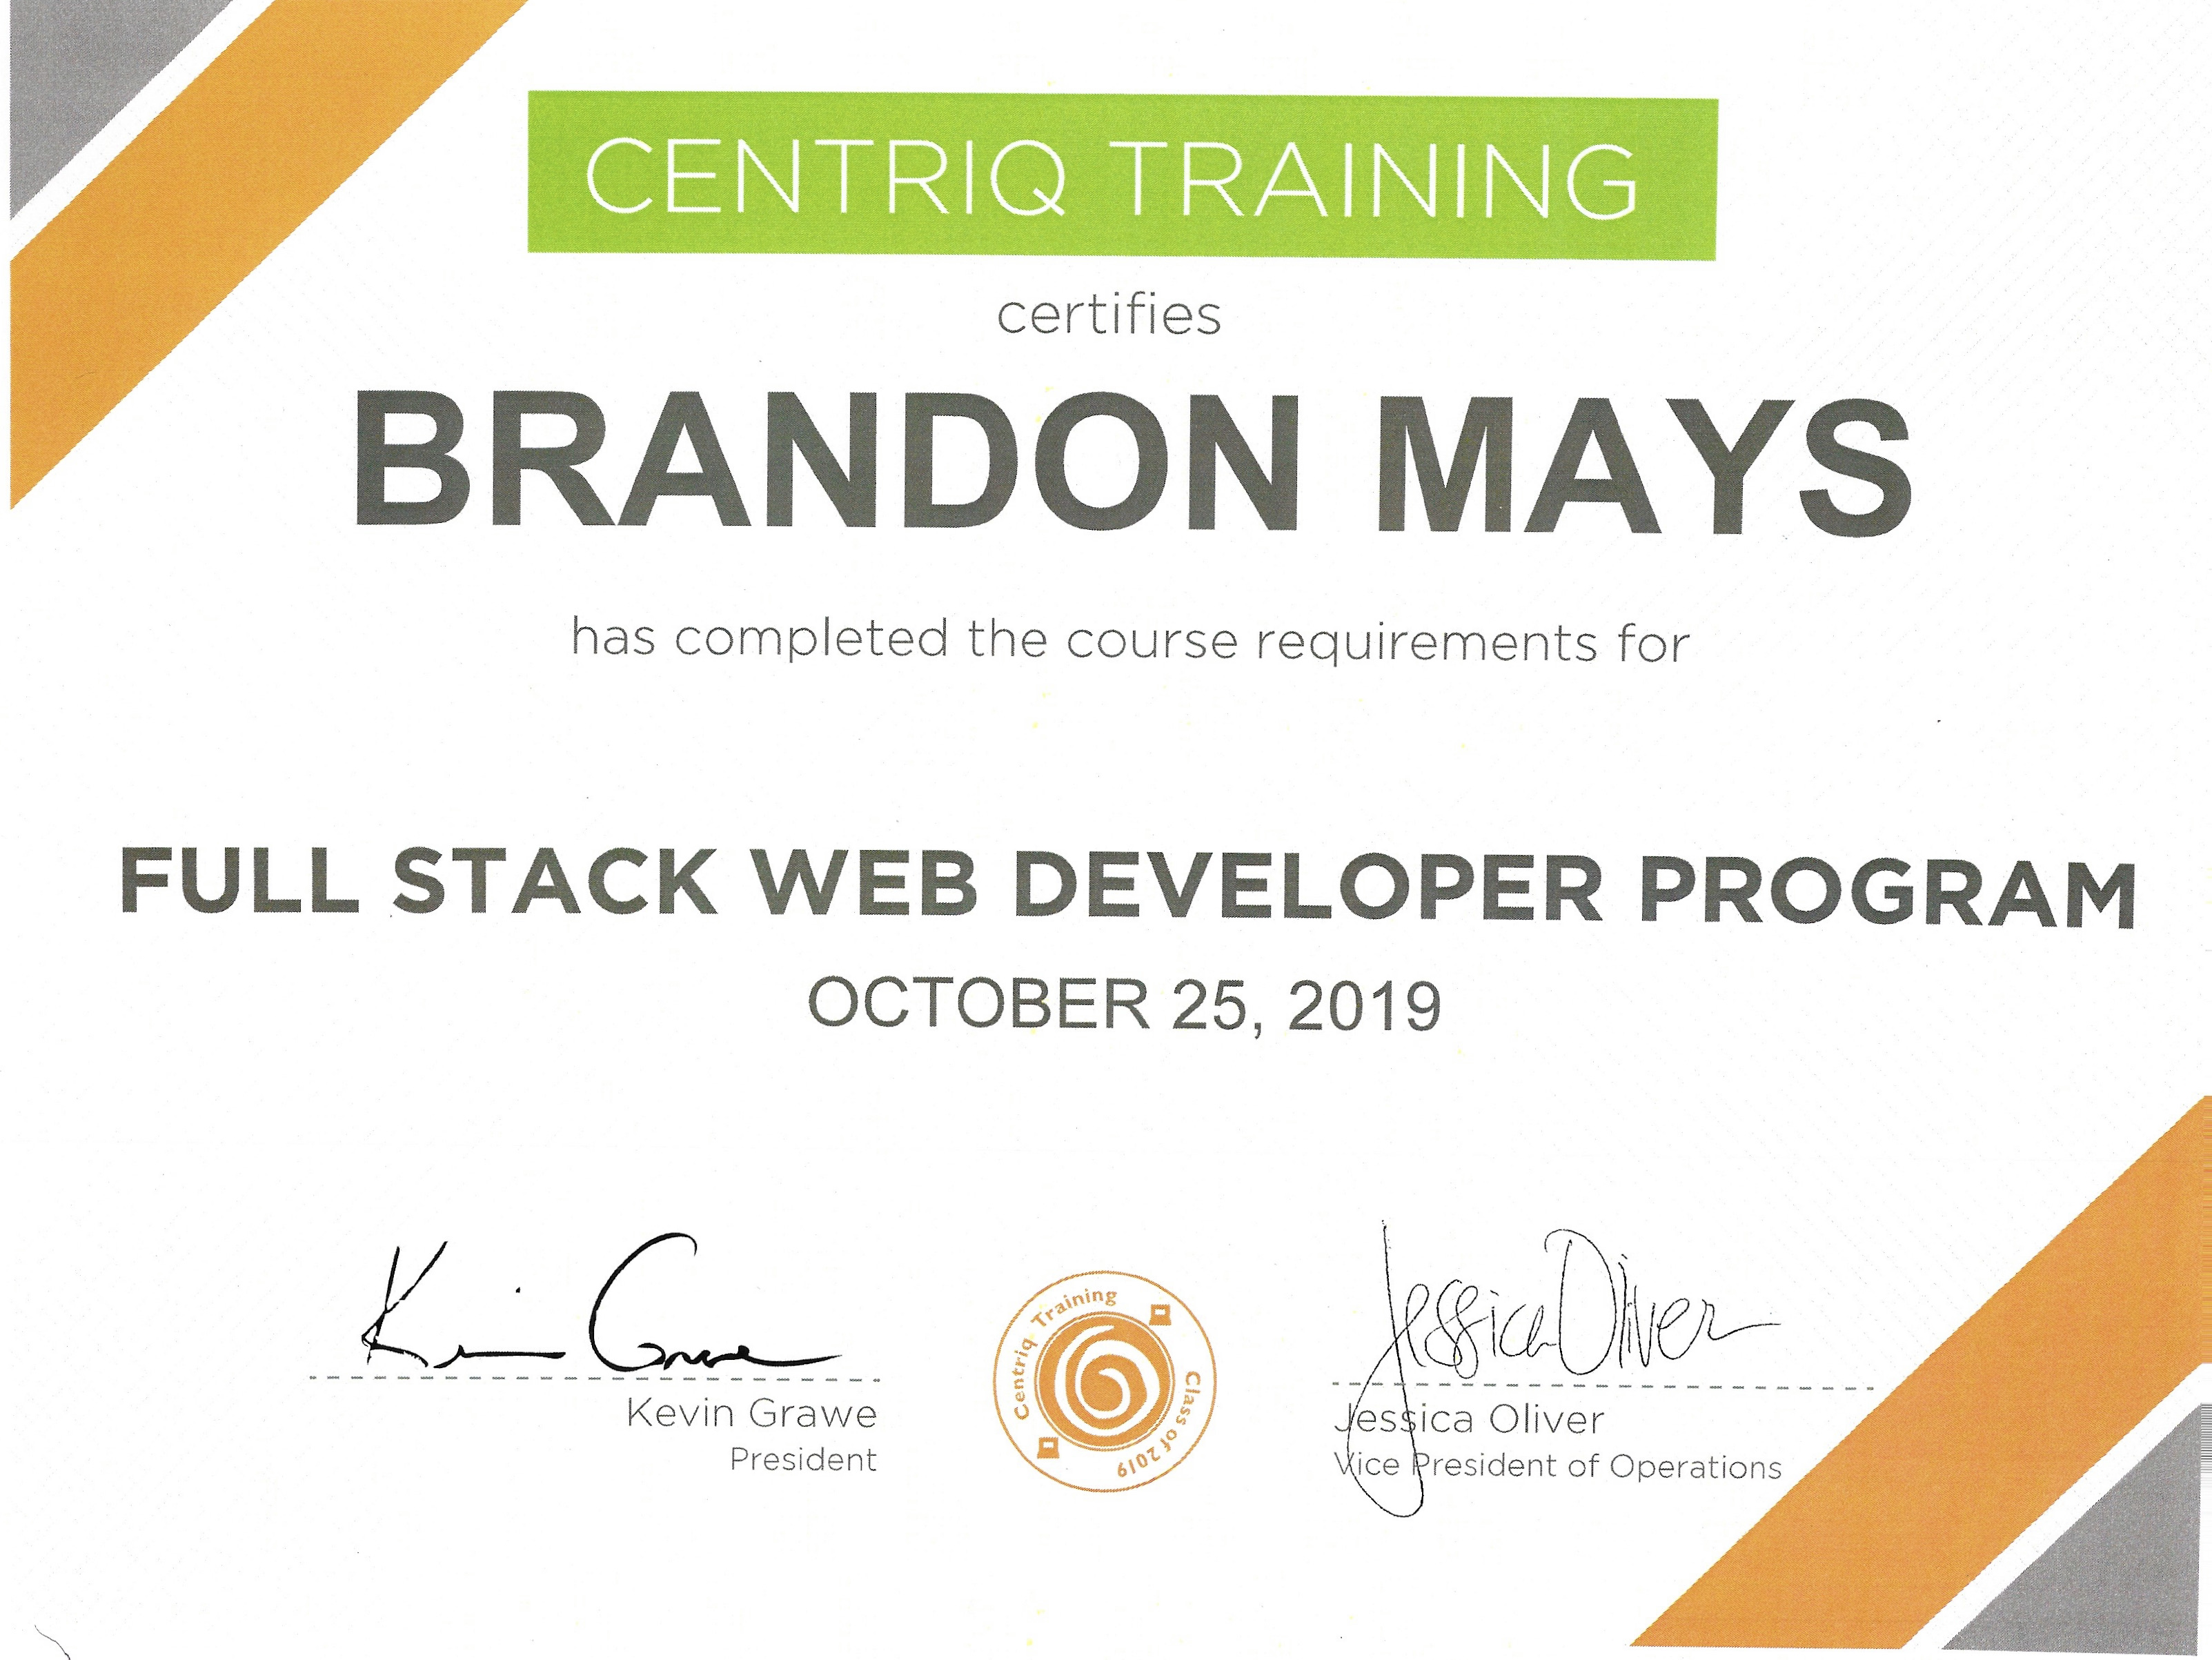 CENTRIQ TRAINING
certifies
BRANDON MAYS
has completed the course requirements for
FULL STACK WEB DEVELOPER PROGRAM
OCTOBER 25, 2019
Kevin Grawe
Kevin Grawe
President
Centriq Training
Class of 2019
Jessica Oliver
Jessica Oliver
Vice President of Operations